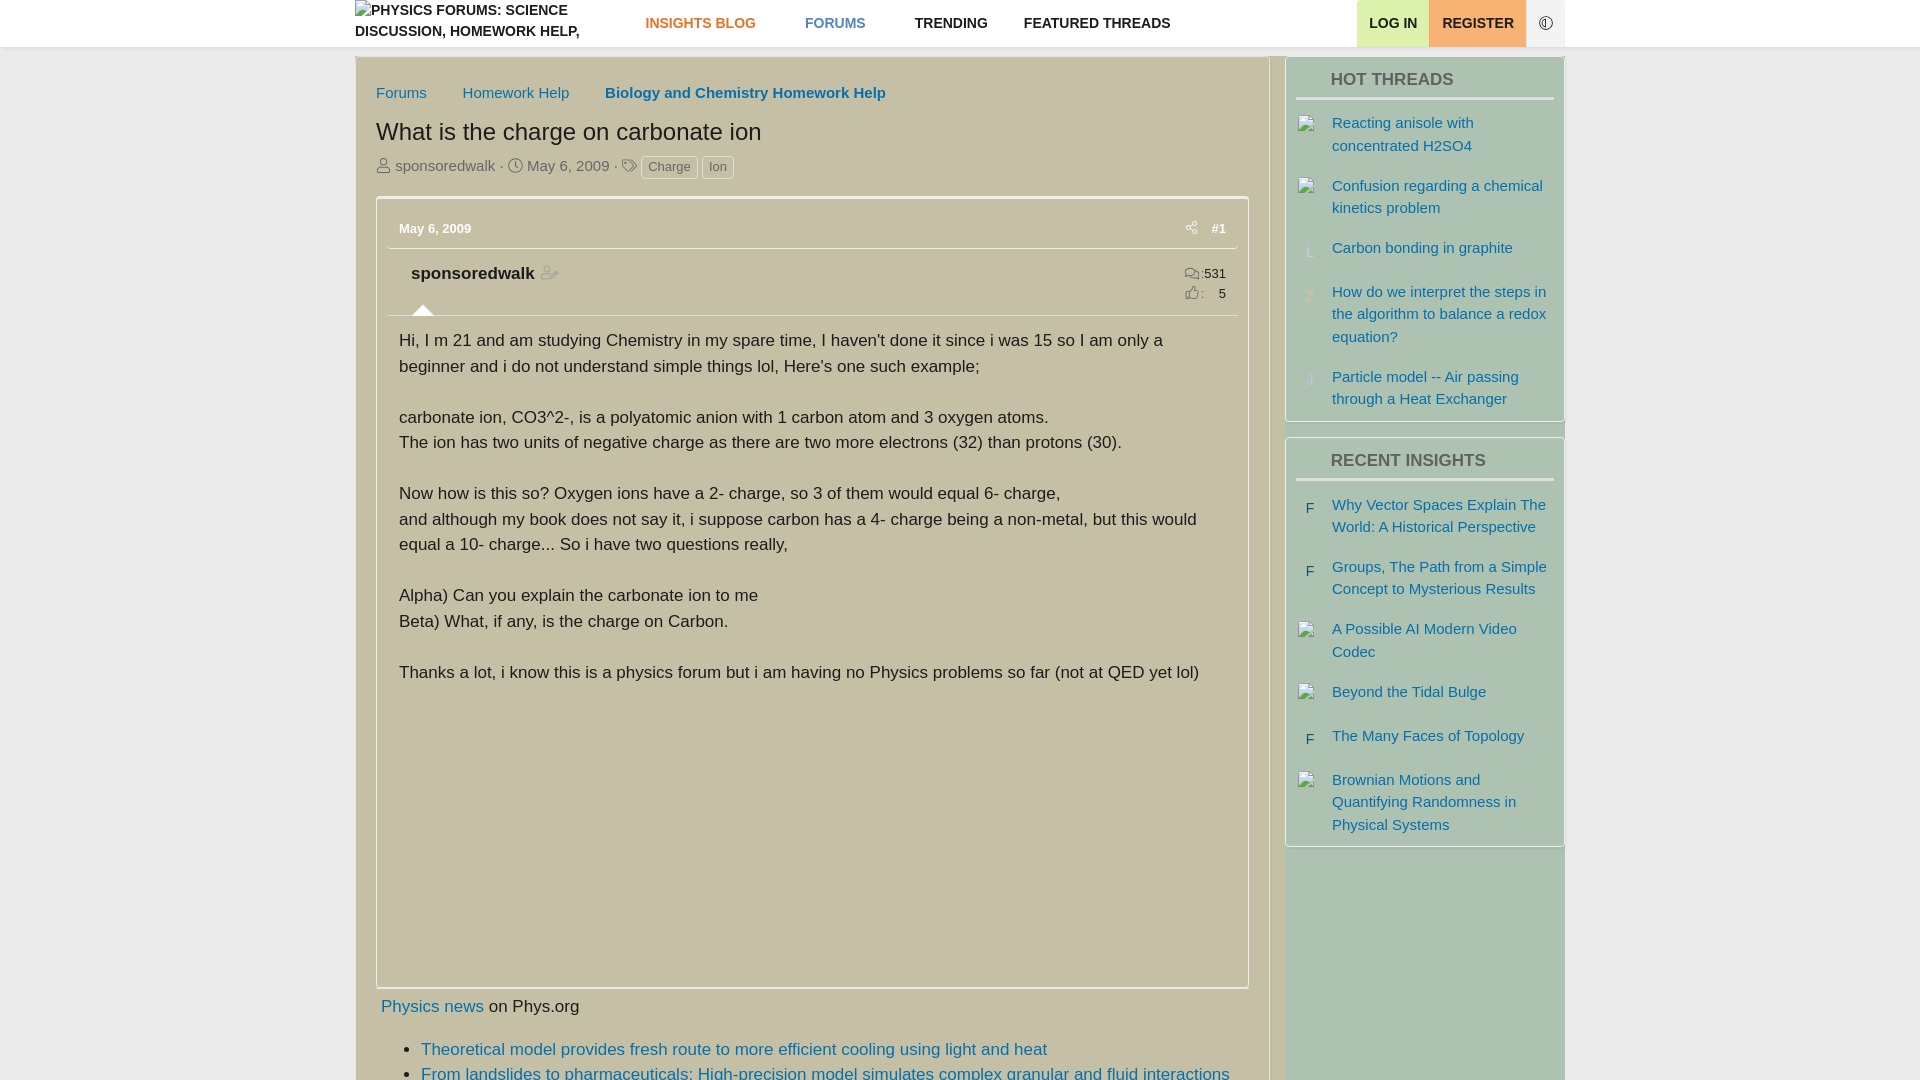 PHYSICS FORUMS: SCIENCE
DISCUSSION, HOMEWORK HELP,
INSIGHTS BLOG FORUMS TRENDING FEATURED THREADS
LOG IN REGISTER
Forums Homework Help Biology and Chemistry Homework Help
What is the charge on carbonate ion
sponsoredwalk · May 6, 2009 · Charge Ion
May 6, 2009 #1
sponsoredwalk
:531
: 5
Hi, I m 21 and am studying Chemistry in my spare time, I haven't done it since i was 15 so I am only a
beginner and i do not understand simple things lol, Here's one such example;
carbonate ion, CO3^2-, is a polyatomic anion with 1 carbon atom and 3 oxygen atoms.
The ion has two units of negative charge as there are two more electrons (32) than protons (30).
Now how is this so? Oxygen ions have a 2- charge, so 3 of them would equal 6- charge,
and although my book does not say it, i suppose carbon has a 4- charge being a non-metal, but this would
equal a 10- charge... So i have two questions really,
Alpha) Can you explain the carbonate ion to me
Beta) What, if any, is the charge on Carbon.
Thanks a lot, i know this is a physics forum but i am having no Physics problems so far (not at QED yet lol)
Physics news on Phys.org
• Theoretical model provides fresh route to more efficient cooling using light and heat
• From landslides to pharmaceuticals: High-precision model simulates complex granular and fluid interactions
HOT THREADS
Reacting anisole with
concentrated H2SO4
Confusion regarding a chemical
kinetics problem
L Carbon bonding in graphite
Z How do we interpret the steps in
the algorithm to balance a redox
equation?
J Particle model -- Air passing
through a Heat Exchanger
RECENT INSIGHTS
F Why Vector Spaces Explain The
World: A Historical Perspective
F Groups, The Path from a Simple
Concept to Mysterious Results
A Possible AI Modern Video
Codec
Beyond the Tidal Bulge
F The Many Faces of Topology
Brownian Motions and
Quantifying Randomness in
Physical Systems